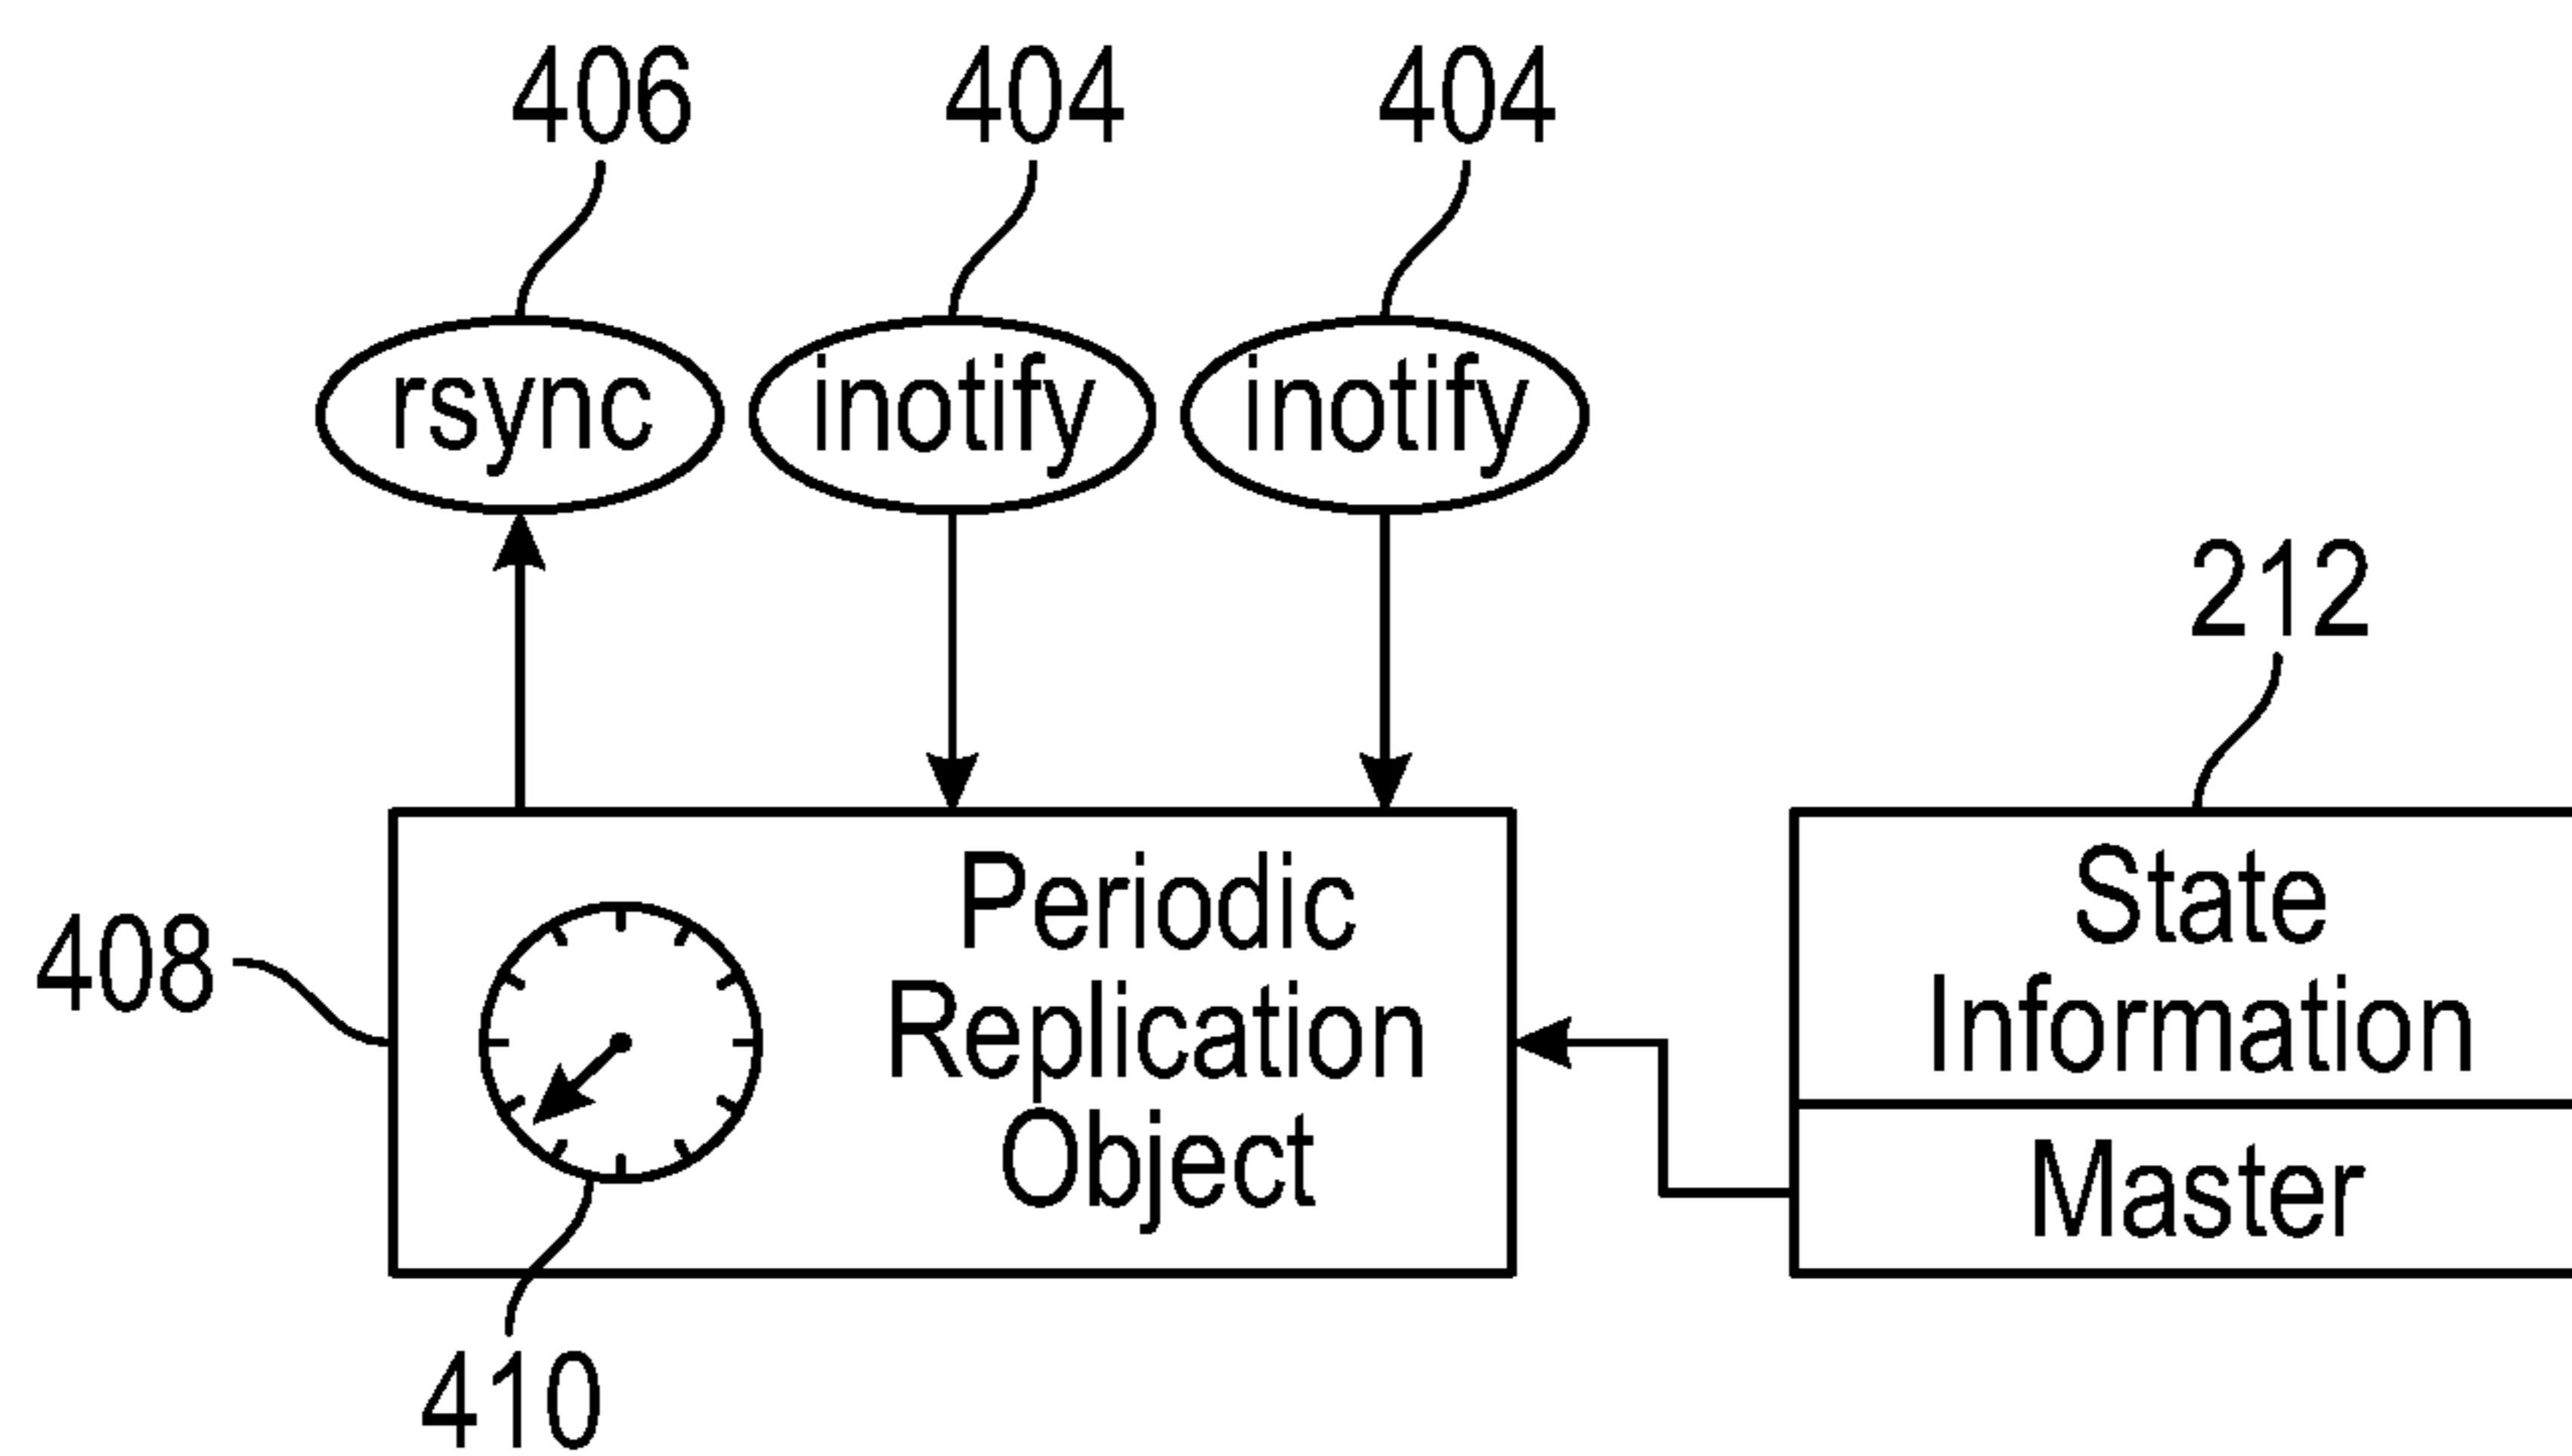 406 404 404
rsync inotify inotify
212
408
Periodic
Replication
Object
State
Information
Master
410